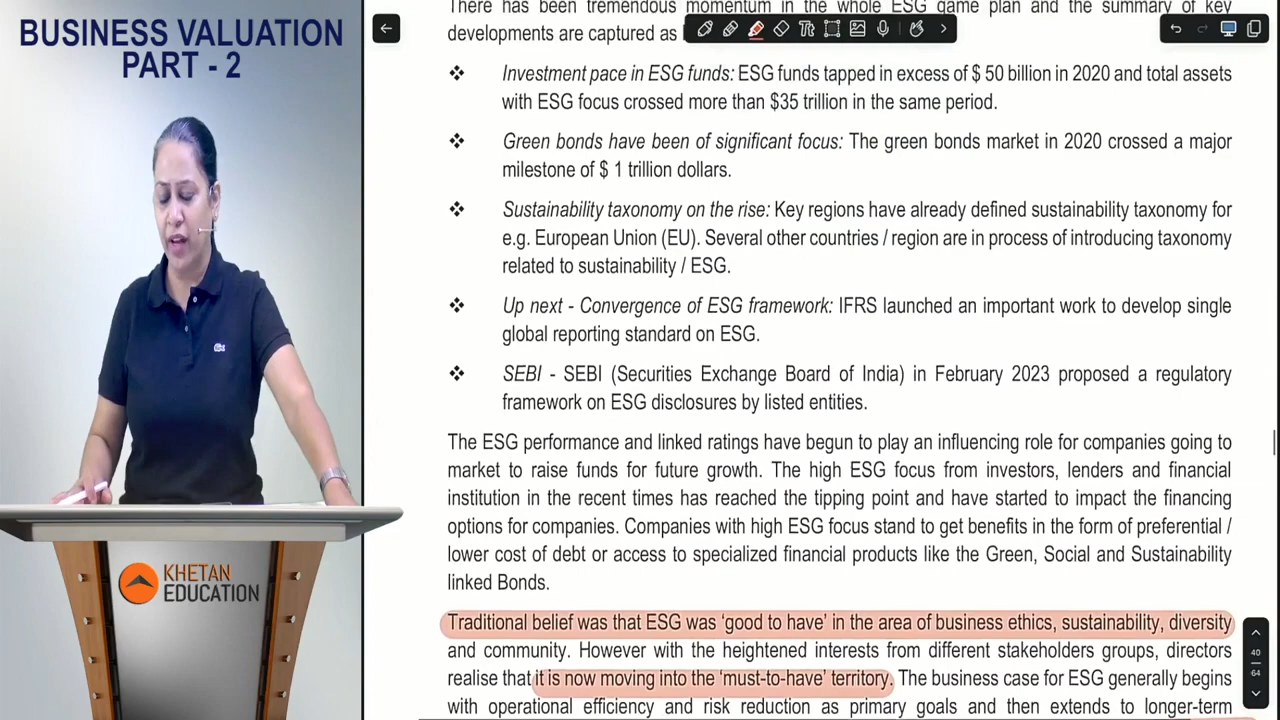 BUSINESS VALUATION
PART - 2
There has been tremendous momentum in the whole ESG game plan and the summary of key
developments are captured as
❖ Investment pace in ESG funds: ESG funds tapped in excess of $ 50 billion in 2020 and total assets
with ESG focus crossed more than $35 trillion in the same period.
❖ Green bonds have been of significant focus: The green bonds market in 2020 crossed a major
milestone of $ 1 trillion dollars.
❖ Sustainability taxonomy on the rise: Key regions have already defined sustainability taxonomy for
e.g. European Union (EU). Several other countries / region are in process of introducing taxonomy
related to sustainability / ESG.
❖ Up next - Convergence of ESG framework: IFRS launched an important work to develop single
global reporting standard on ESG.
❖ SEBI - SEBI (Securities Exchange Board of India) in February 2023 proposed a regulatory
framework on ESG disclosures by listed entities.
The ESG performance and linked ratings have begun to play an influencing role for companies going to
market to raise funds for future growth. The high ESG focus from investors, lenders and financial
institution in the recent times has reached the tipping point and have started to impact the financing
options for companies. Companies with high ESG focus stand to get benefits in the form of preferential /
lower cost of debt or access to specialized financial products like the Green, Social and Sustainability
linked Bonds.
Traditional belief was that ESG was ‘good to have’ in the area of business ethics, sustainability, diversity
and community. However with the heightened interests from different stakeholders groups, directors
realise that it is now moving into the ‘must-to-have’ territory. The business case for ESG generally begins
with operational efficiency and risk reduction as primary goals and then extends to longer-term
40
64
KHETAN
EDUCATION